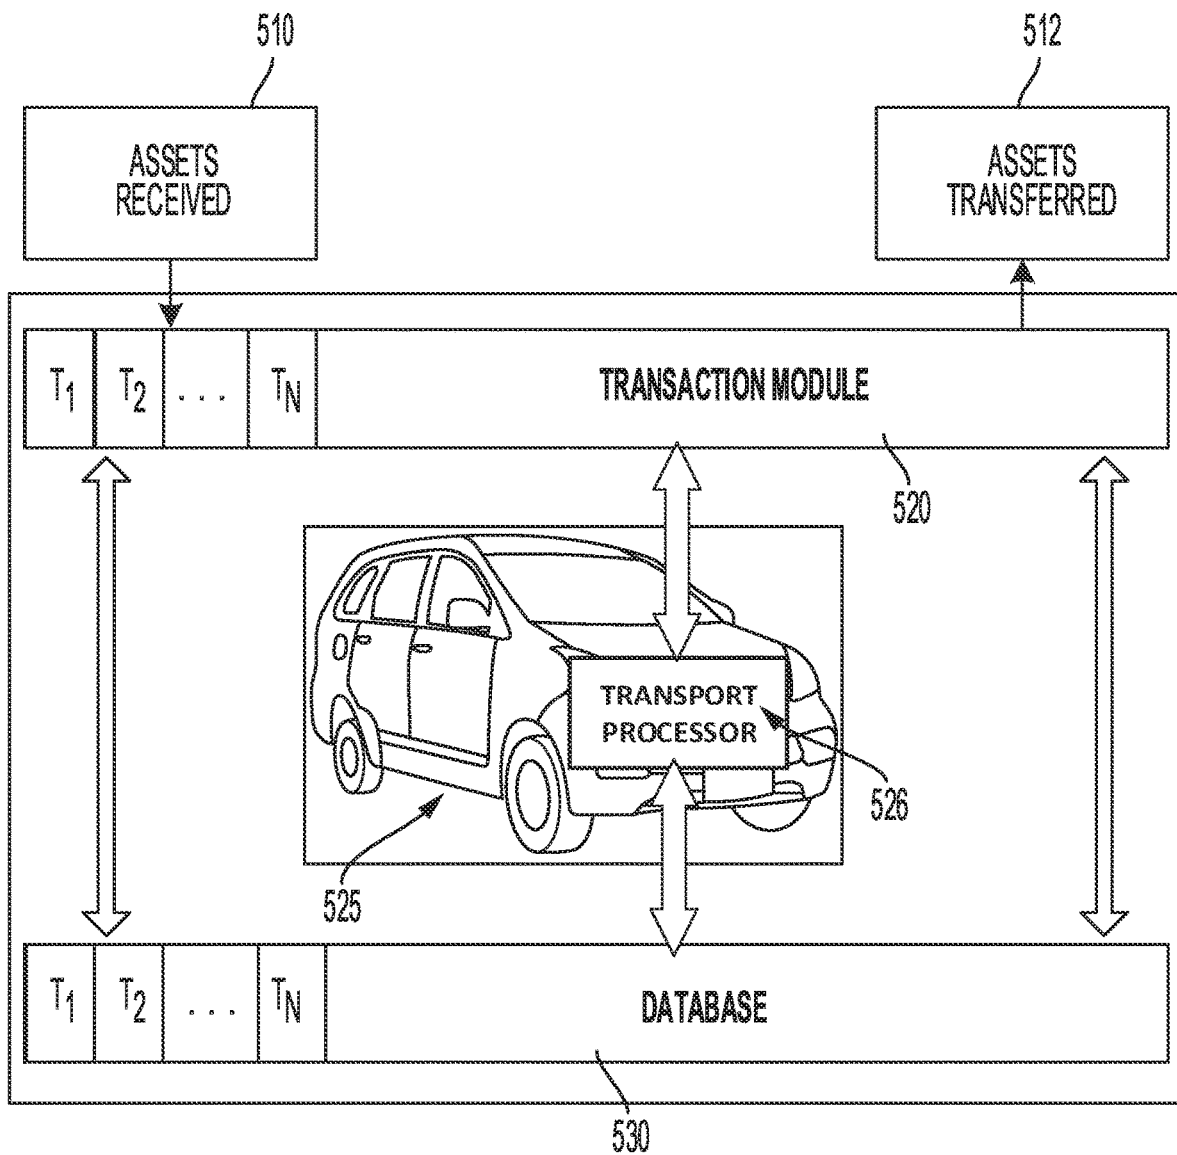 510
512
ASSETS
RECEIVED
ASSETS
TRANSFERRED
T1 T2 ... TN TRANSACTION MODULE
520
TRANSPORT
PROCESSOR
526
525
T1 T2 ... TN DATABASE
530